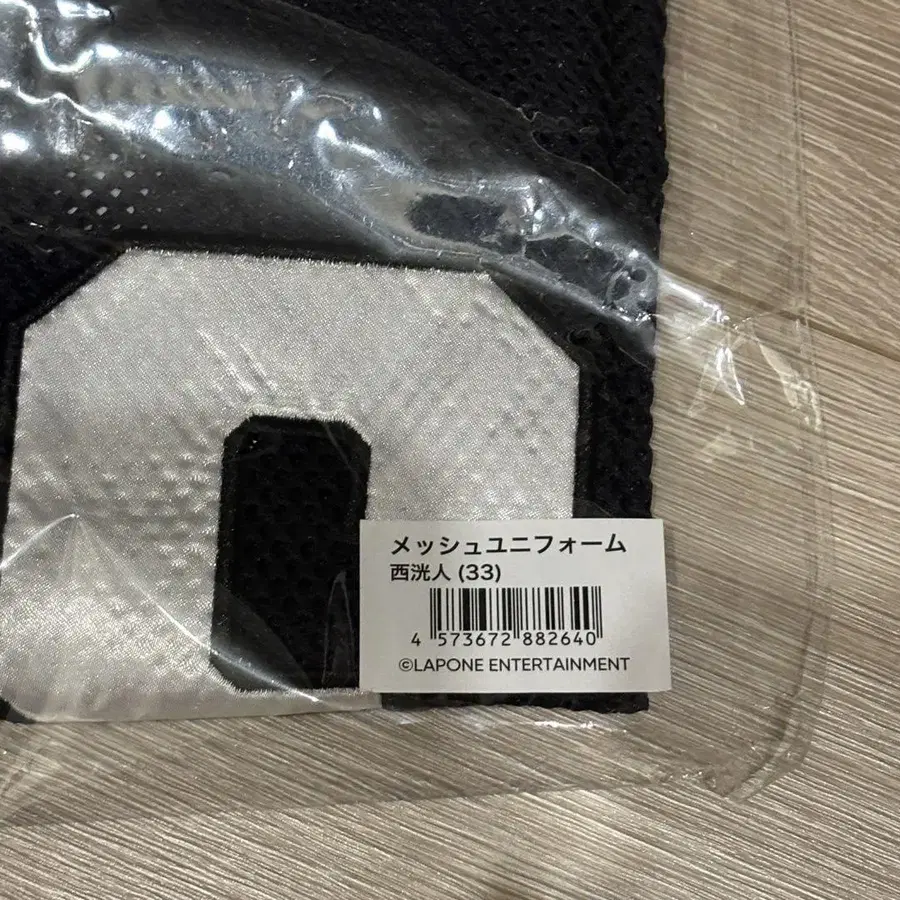 メッシュユニフォーム
西洸人 (33)
4 573672 882640
©LAPONE ENTERTAINMENT